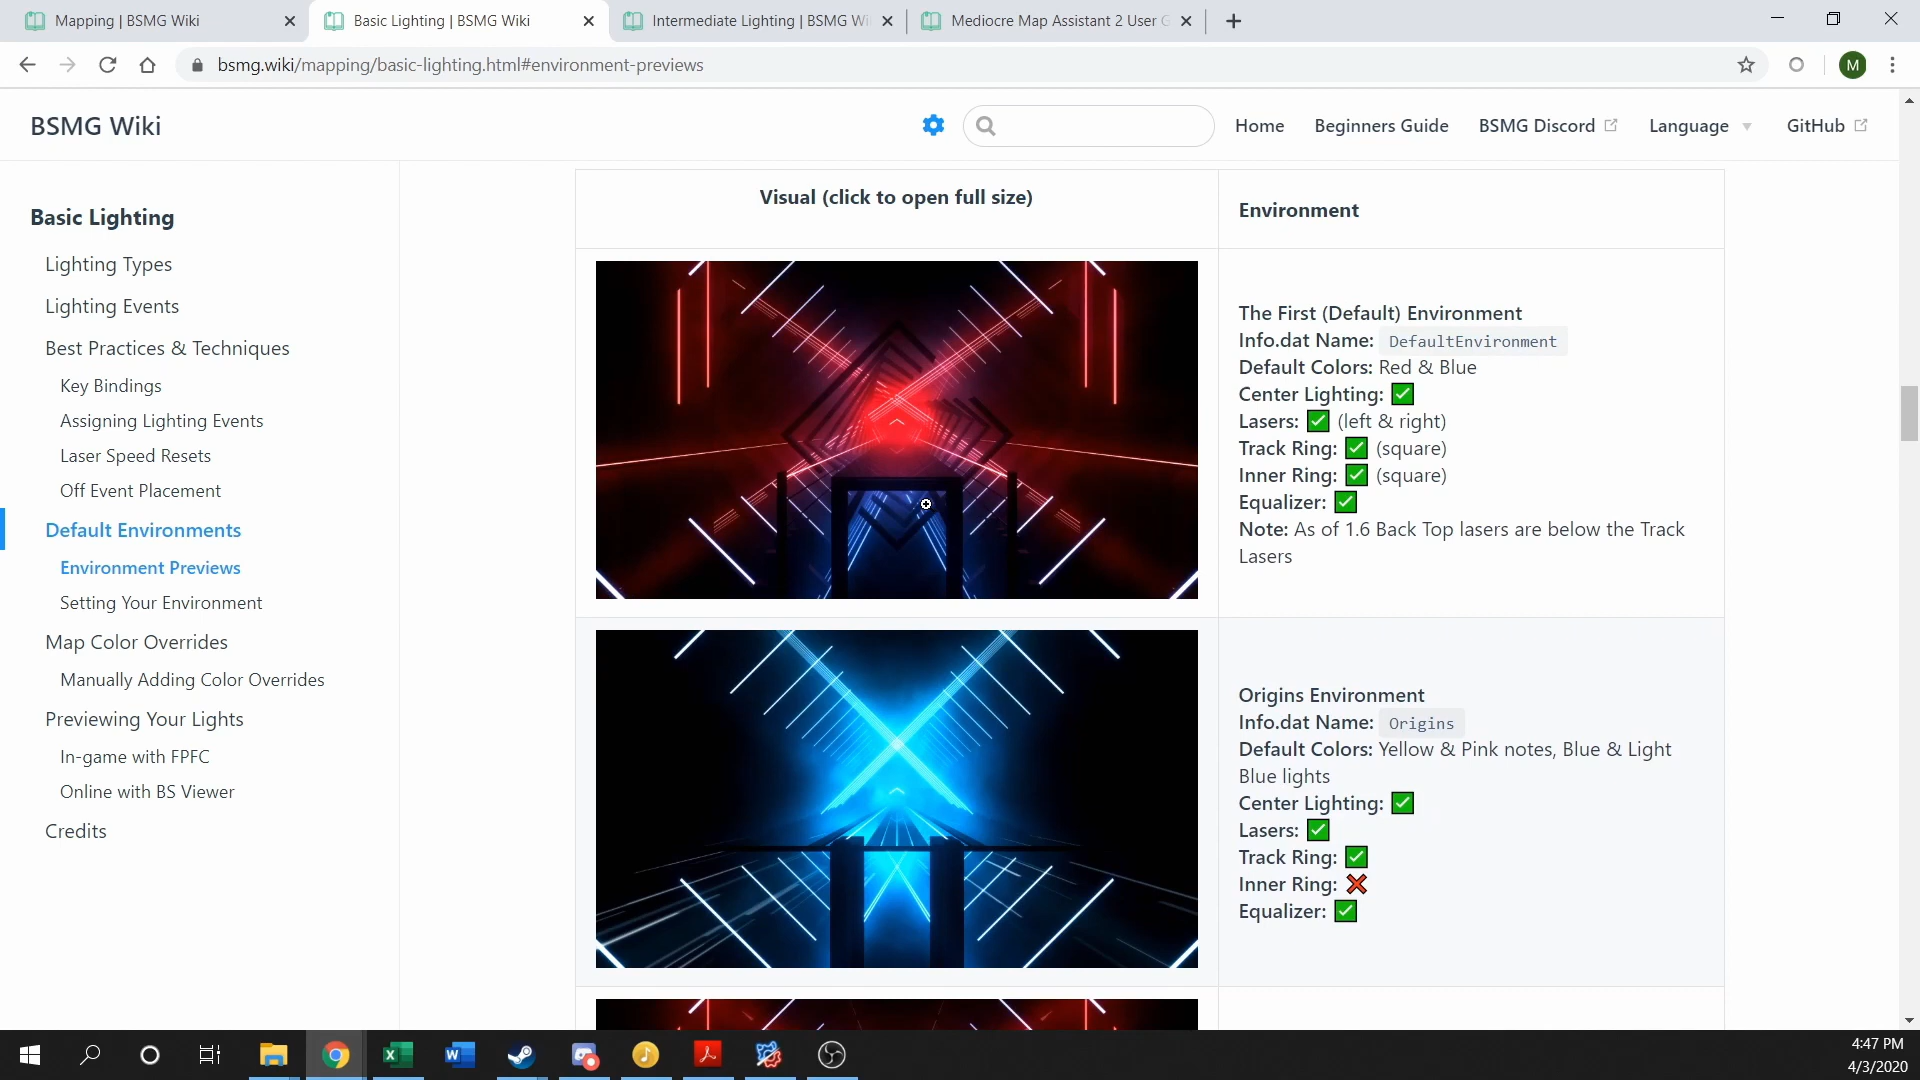 Mapping | BSMG Wiki
Basic Lighting | BSMG Wiki
Intermediate Lighting | BSMG Wi
Mediocre Map Assistant 2 User G
bsmg.wiki/mapping/basic-lighting.html#environment-previews
M
BSMG Wiki
Home
Beginners Guide
BSMG Discord
Language
GitHub
Basic Lighting
Lighting Types
Lighting Events
Best Practices & Techniques
Key Bindings
Assigning Lighting Events
Laser Speed Resets
Off Event Placement
Default Environments
Environment Previews
Setting Your Environment
Map Color Overrides
Manually Adding Color Overrides
Previewing Your Lights
In-game with FPFC
Online with BS Viewer
Credits
Visual (click to open full size)
Environment
The First (Default) Environment
Info.dat Name: DefaultEnvironment
Default Colors: Red & Blue
Center Lighting: ✅
Lasers: ✅ (left & right)
Track Ring: ✅ (square)
Inner Ring: ✅ (square)
Equalizer: ✅
Note: As of 1.6 Back Top lasers are below the Track
Lasers
Origins Environment
Info.dat Name: Origins
Default Colors: Yellow & Pink notes, Blue & Light
Blue lights
Center Lighting: ✅
Lasers: ✅
Track Ring: ✅
Inner Ring: ❌
Equalizer: ✅
4:47 PM
4/3/2020